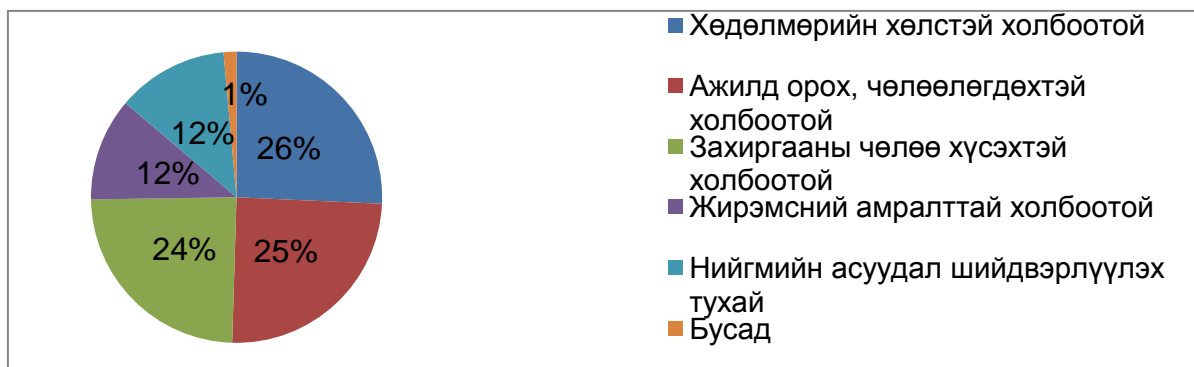 26%
25%
24%
12%
12%
1%
Хөдөлмөрийн хөлстэй холбоотой
Ажилд орох, чөлөөлөгдөхтэй
холбоотой
Захиргааны чөлөө хүсэхтэй
холбоотой
Жирэмсний амралттай холбоотой
Нийгмийн асуудал шийдвэрлүүлэх
тухай
Бусад